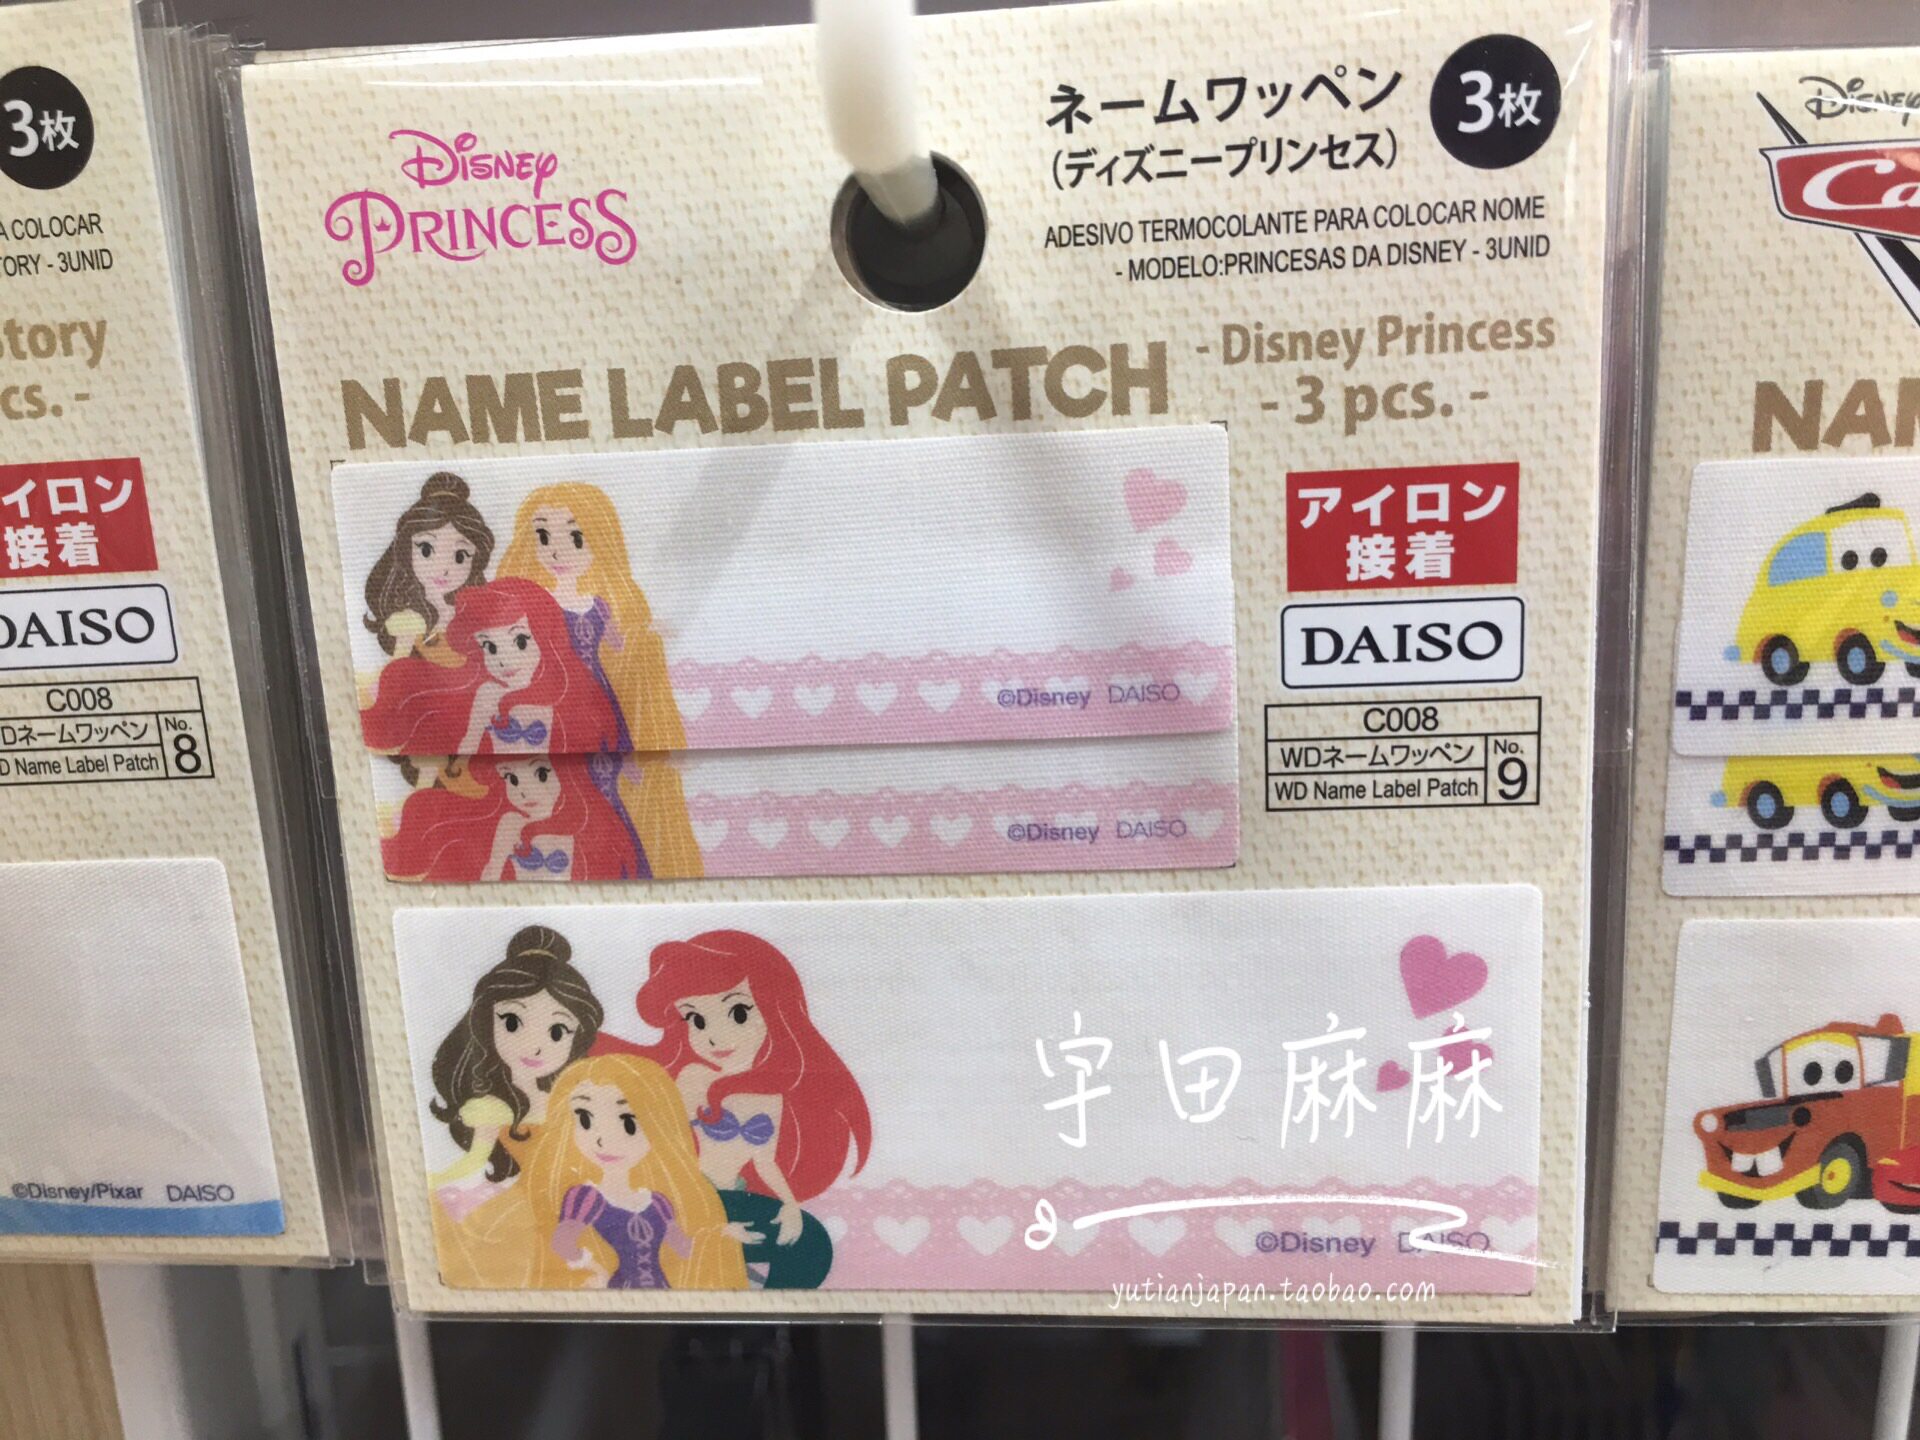 3枚
A COLOCAR
TORY - 3UNID
Story
cs. -
イロン
接着
DAISO
C008
Dネームワッペン
D Name Label Patch
No.
8
©Disney/Pixar DAISO
Disney
PRINCESS
ネームワッペン
(ディズニープリンセス)
3枚
ADESIVO TERMOCOLANTE PARA COLOCAR NOME
- MODELO:PRINCESAS DA DISNEY - 3UNID
NAME LABEL PATCH
- Disney Princess
- 3 pcs. -
アイロン
接着
DAISO
C008
WDネームワッペン
WD Name Label Patch
No.
9
©Disney DAISO
©Disney DAISO
©Disney DAISO
宇田麻麻
yutianjapan.taobao.com
Disney
Ca
NA